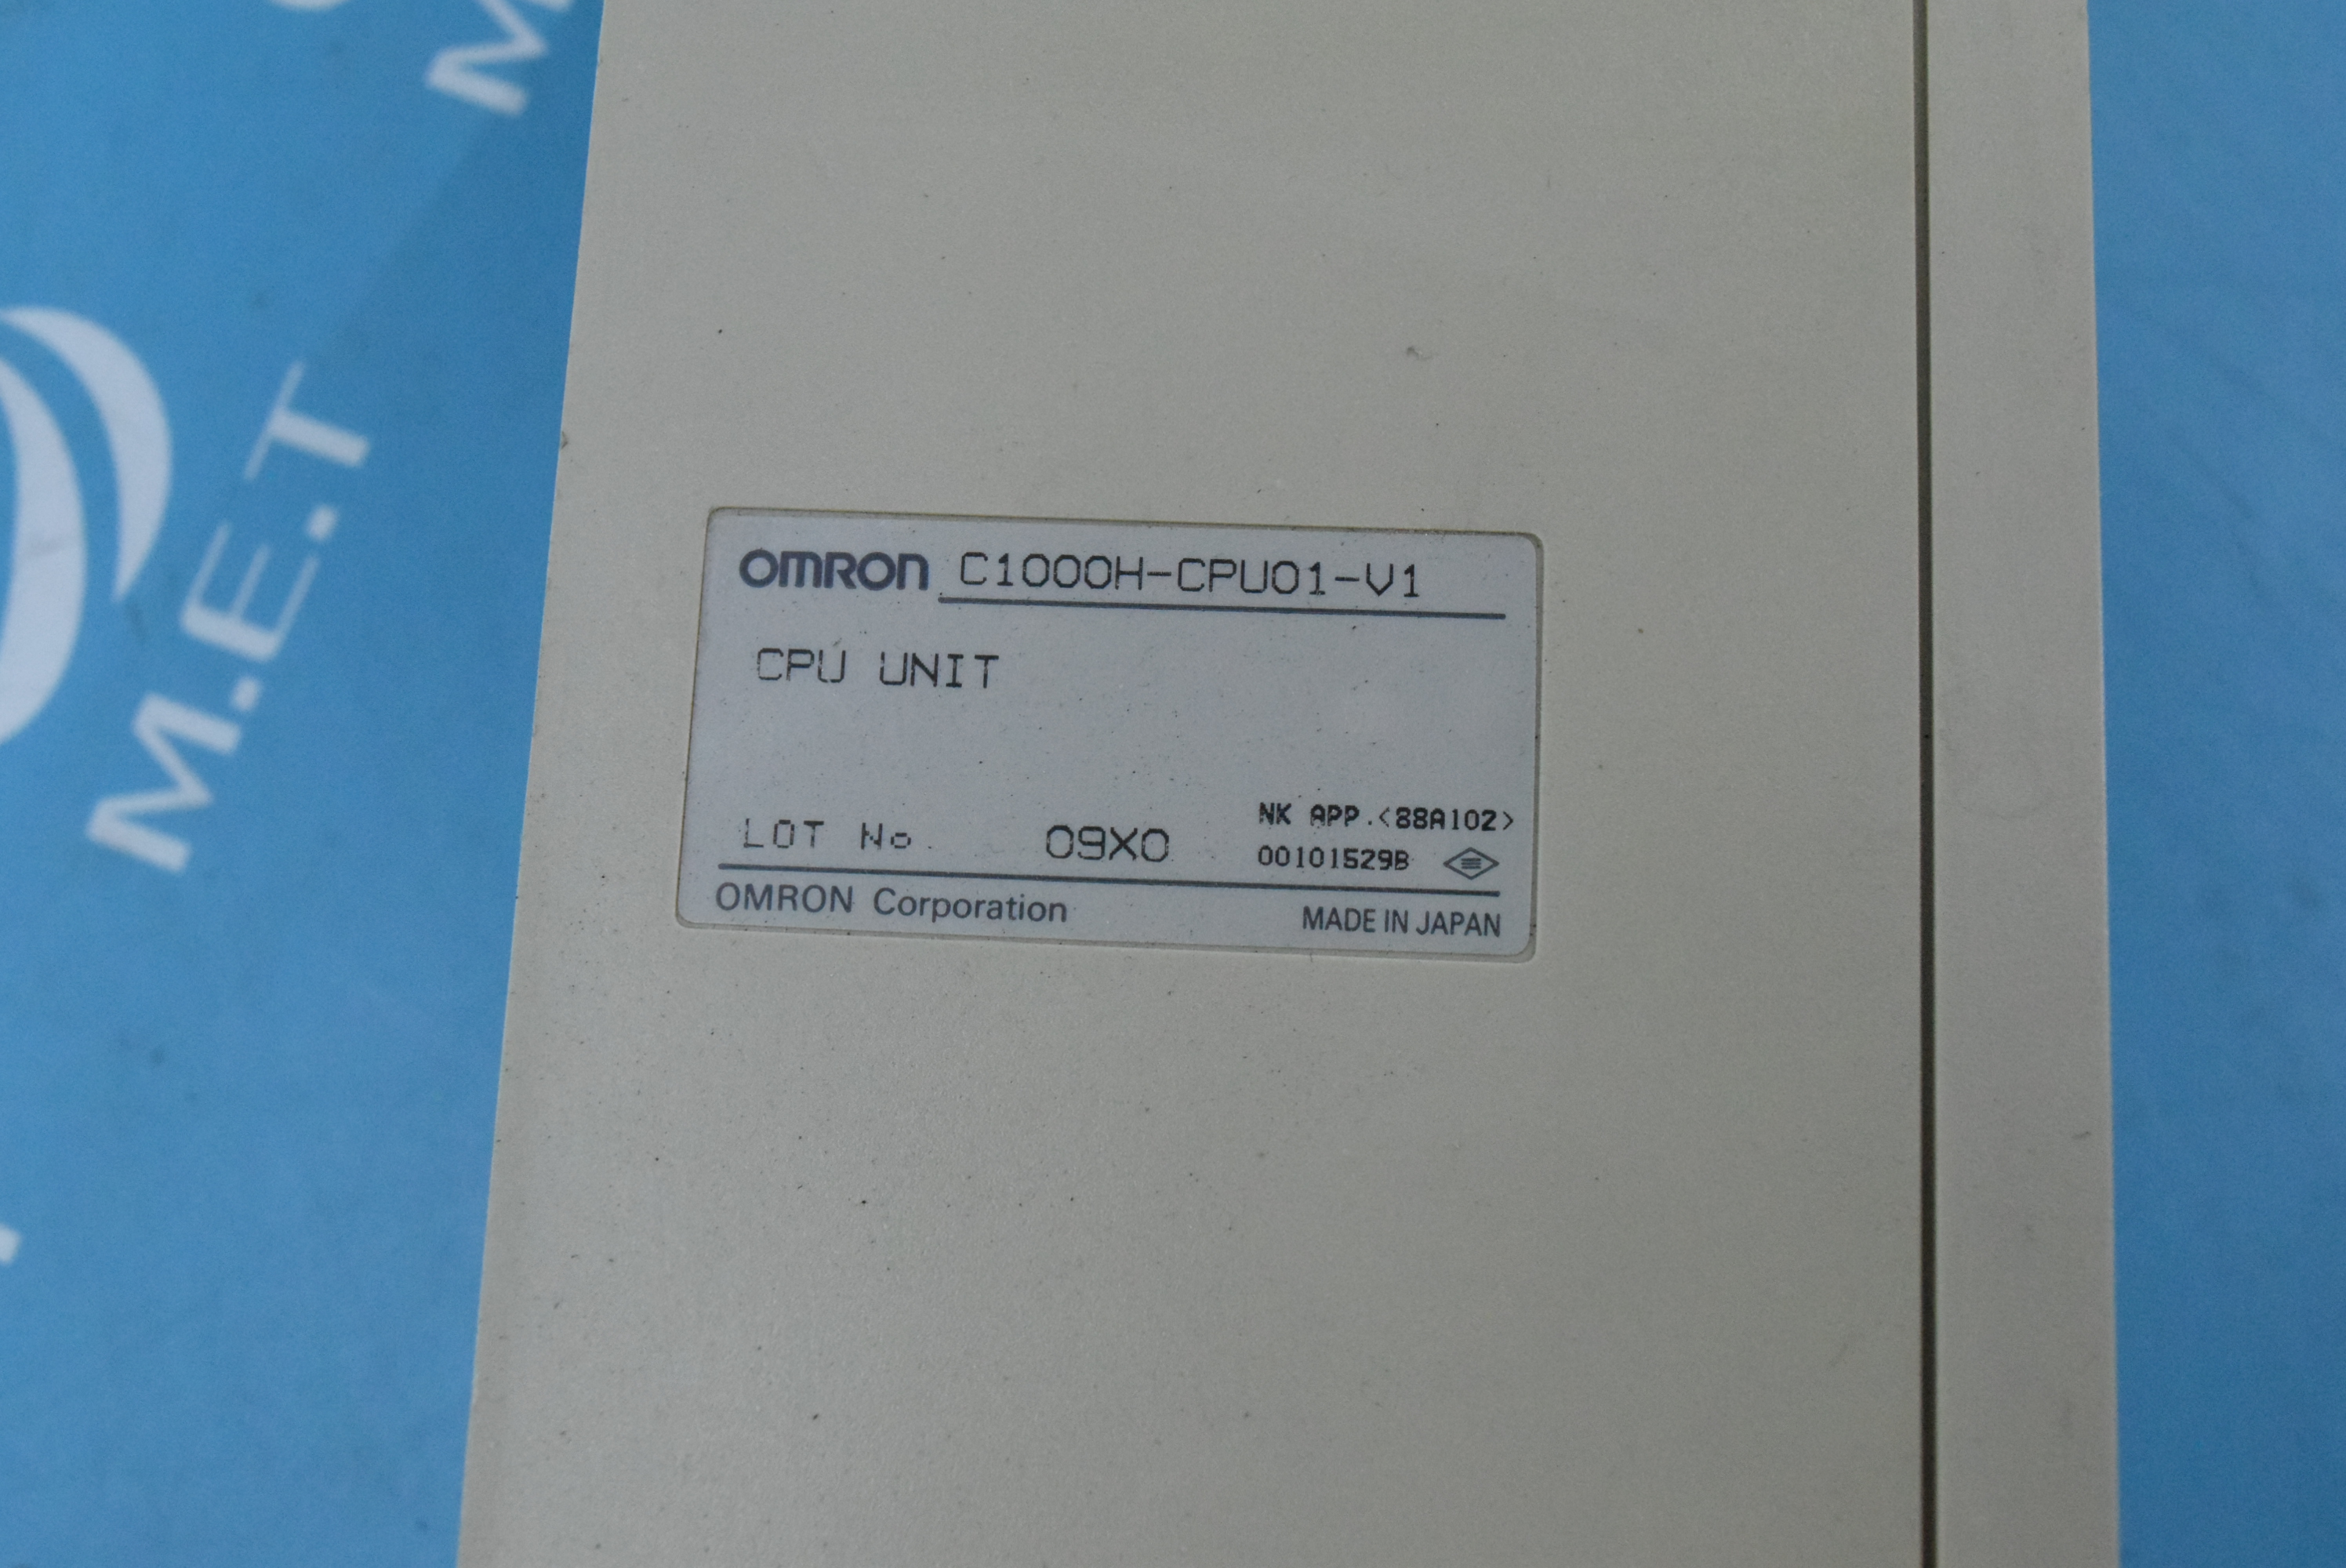 OMRON C1000H-CPU01-V1
CPU UNIT
LOT No. 09X0
NK APP.<88A102>
00101529B
OMRON Corporation
MADE IN JAPAN
M.E.T
M